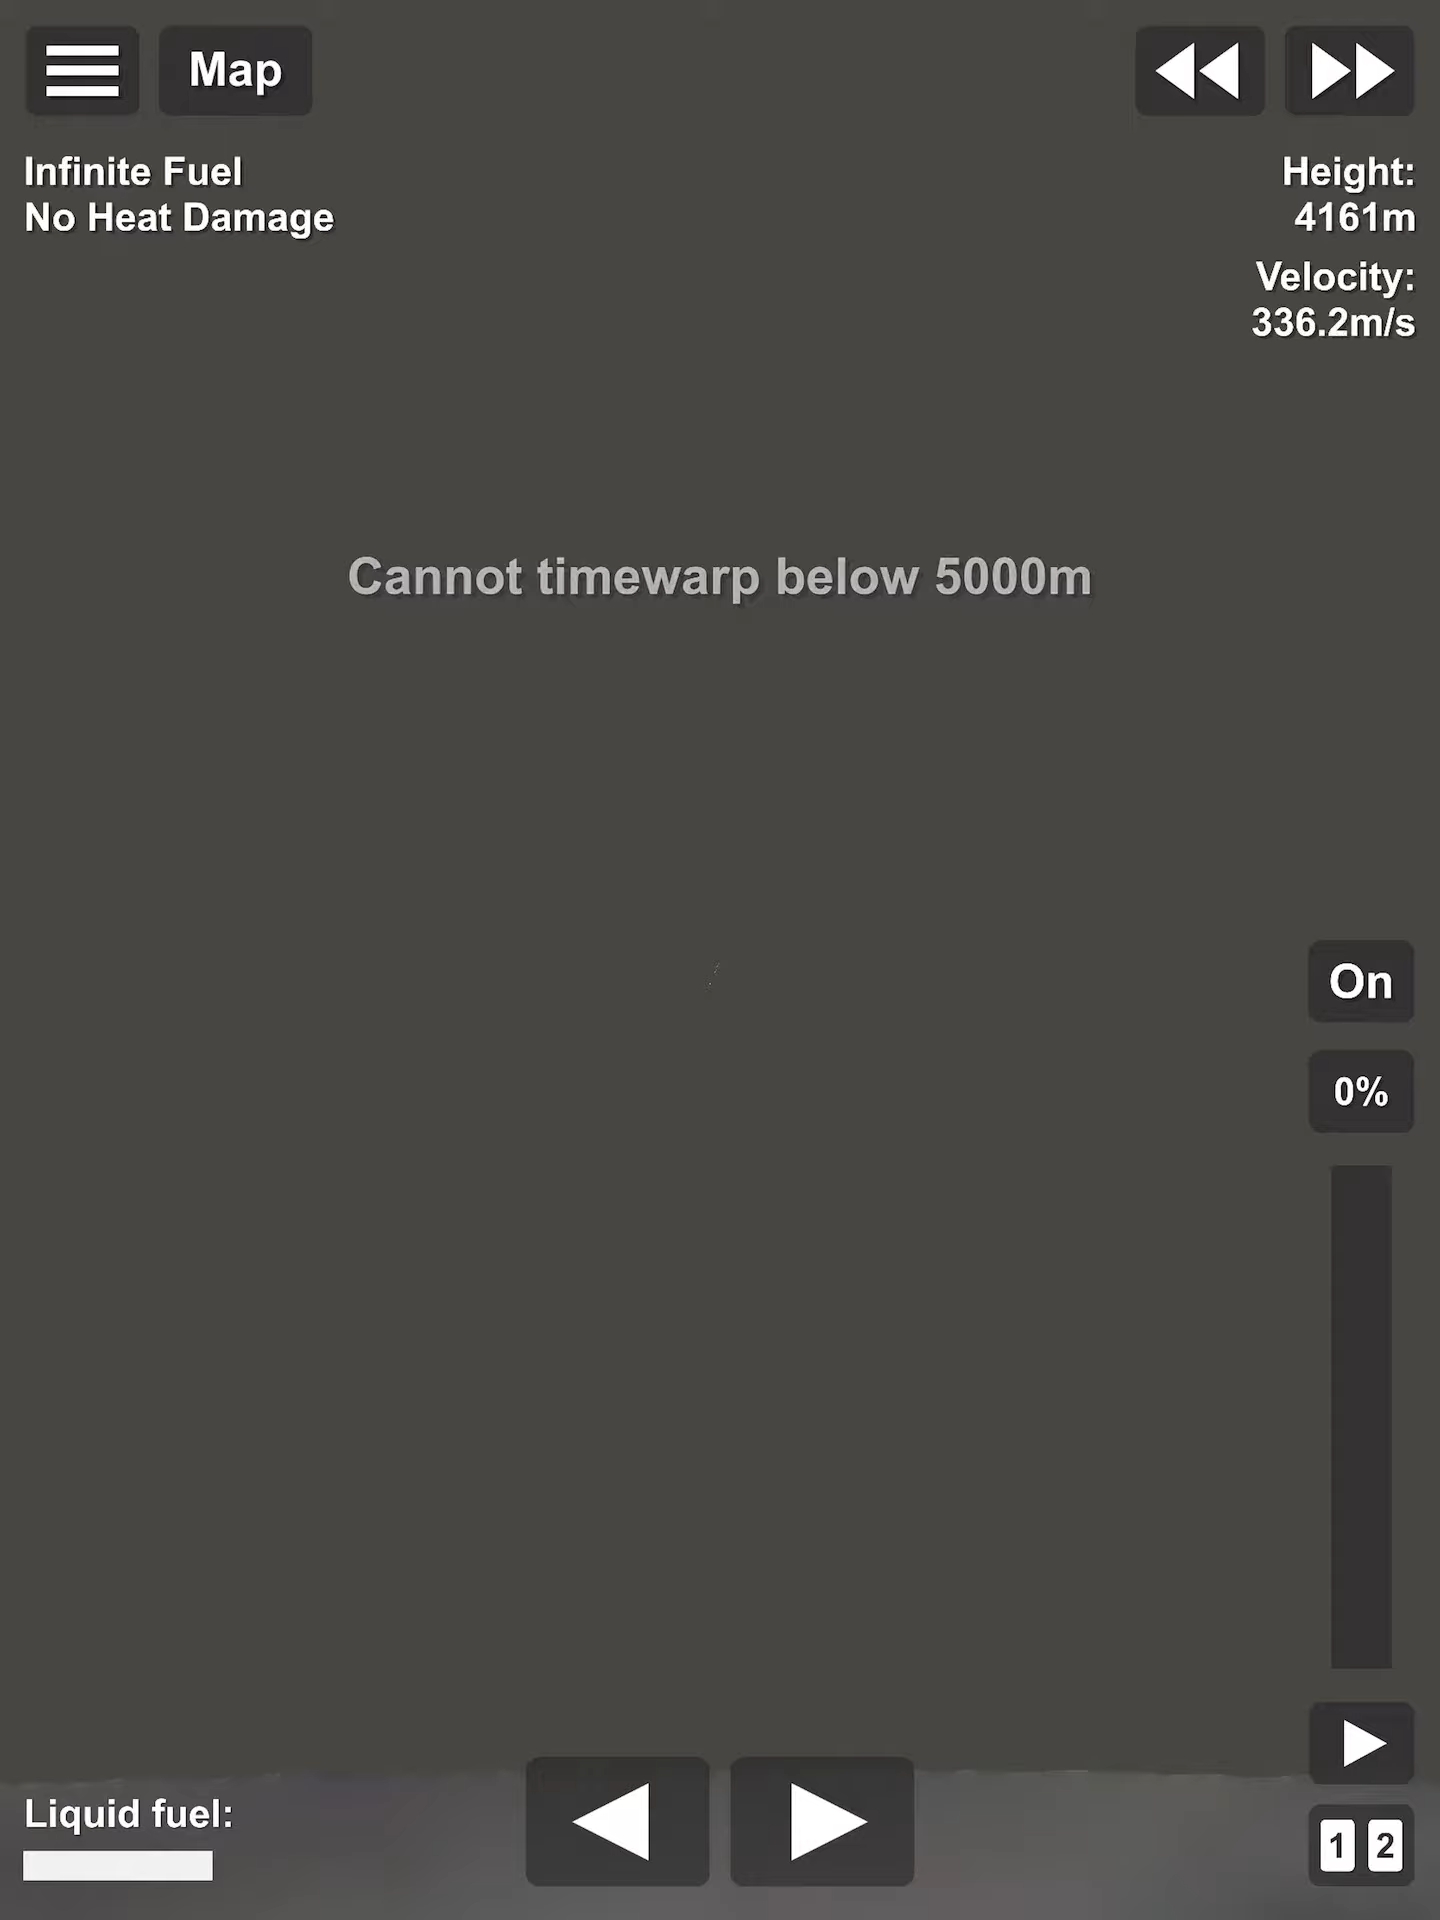 Map
Infinite Fuel
No Heat Damage
Height:
4161m
Velocity:
336.2m/s
Cannot timewarp below 5000m
On
0%
Liquid fuel:
1 2